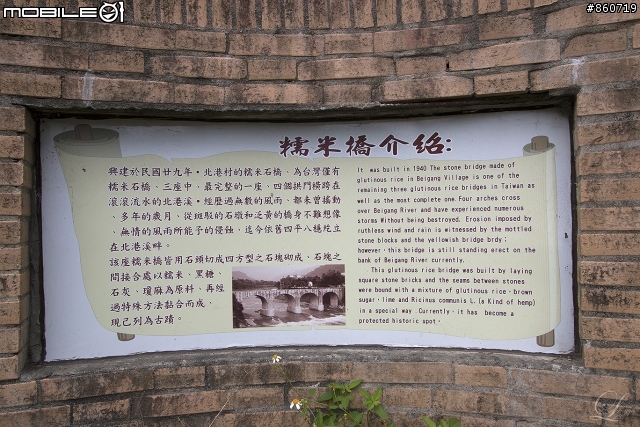 MOBILE01
#860719
糯米橋介紹:
興建於民國廿九年。北港村的糯米石橋、為台灣僅有
糯米石橋、三座中、最完整的一座、四個拱門橫跨在
滾滾流水的北港溪。經歷過無數的風雨、都未曾撼動
、多年的歲月、從斑駁的石礅和泛黃的橋身不難想像
、無情的風雨所能予的侵蝕、迄今依舊四平八穩屹立
在北港溪畔。
該座糯米橋皆用石頭切成四方型之石塊砌成、石塊之
間接合處以糯米、黑糖、
石灰、瓊麻為原料、再經
過特殊方法黏合而成、
現己列為古蹟。
It was built in 1940 The stone bridge made of
glutinous rice in Beigang Village is one of the
remaining three glutinous rice bridges in Taiwan as
well as the most complete one. Four arches cross
over Beigang River and have experienced numerous
storms Without being bestroyed. Erosion imposed by
ruthless wind and rain is witnessed by the mottled
stone blocks and the yellowish bridge brdy;
however, this bridge is still standing erect on the
bank of Beigang River currently.
This glutinous rice bridge was built by laying
square stone bricks and the seams between stones
were bound with a mixture of glutinous rice, brown
sugar, lime and Ricinus communis L. (a Kind of hemp)
in a special way. Currently, it has become a
protected historic spot.